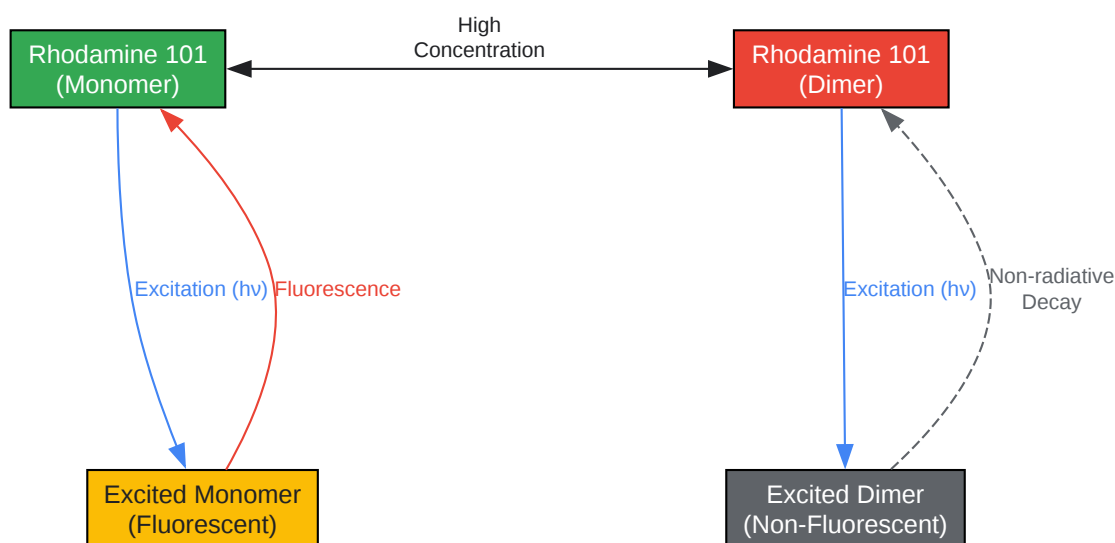 High
Concentration
Rhodamine 101
(Monomer)
Rhodamine 101
(Dimer)
Excitation (hν)
Fluorescence
Excitation (hν)
Non-radiative
Decay
Excited Monomer
(Fluorescent)
Excited Dimer
(Non-Fluorescent)